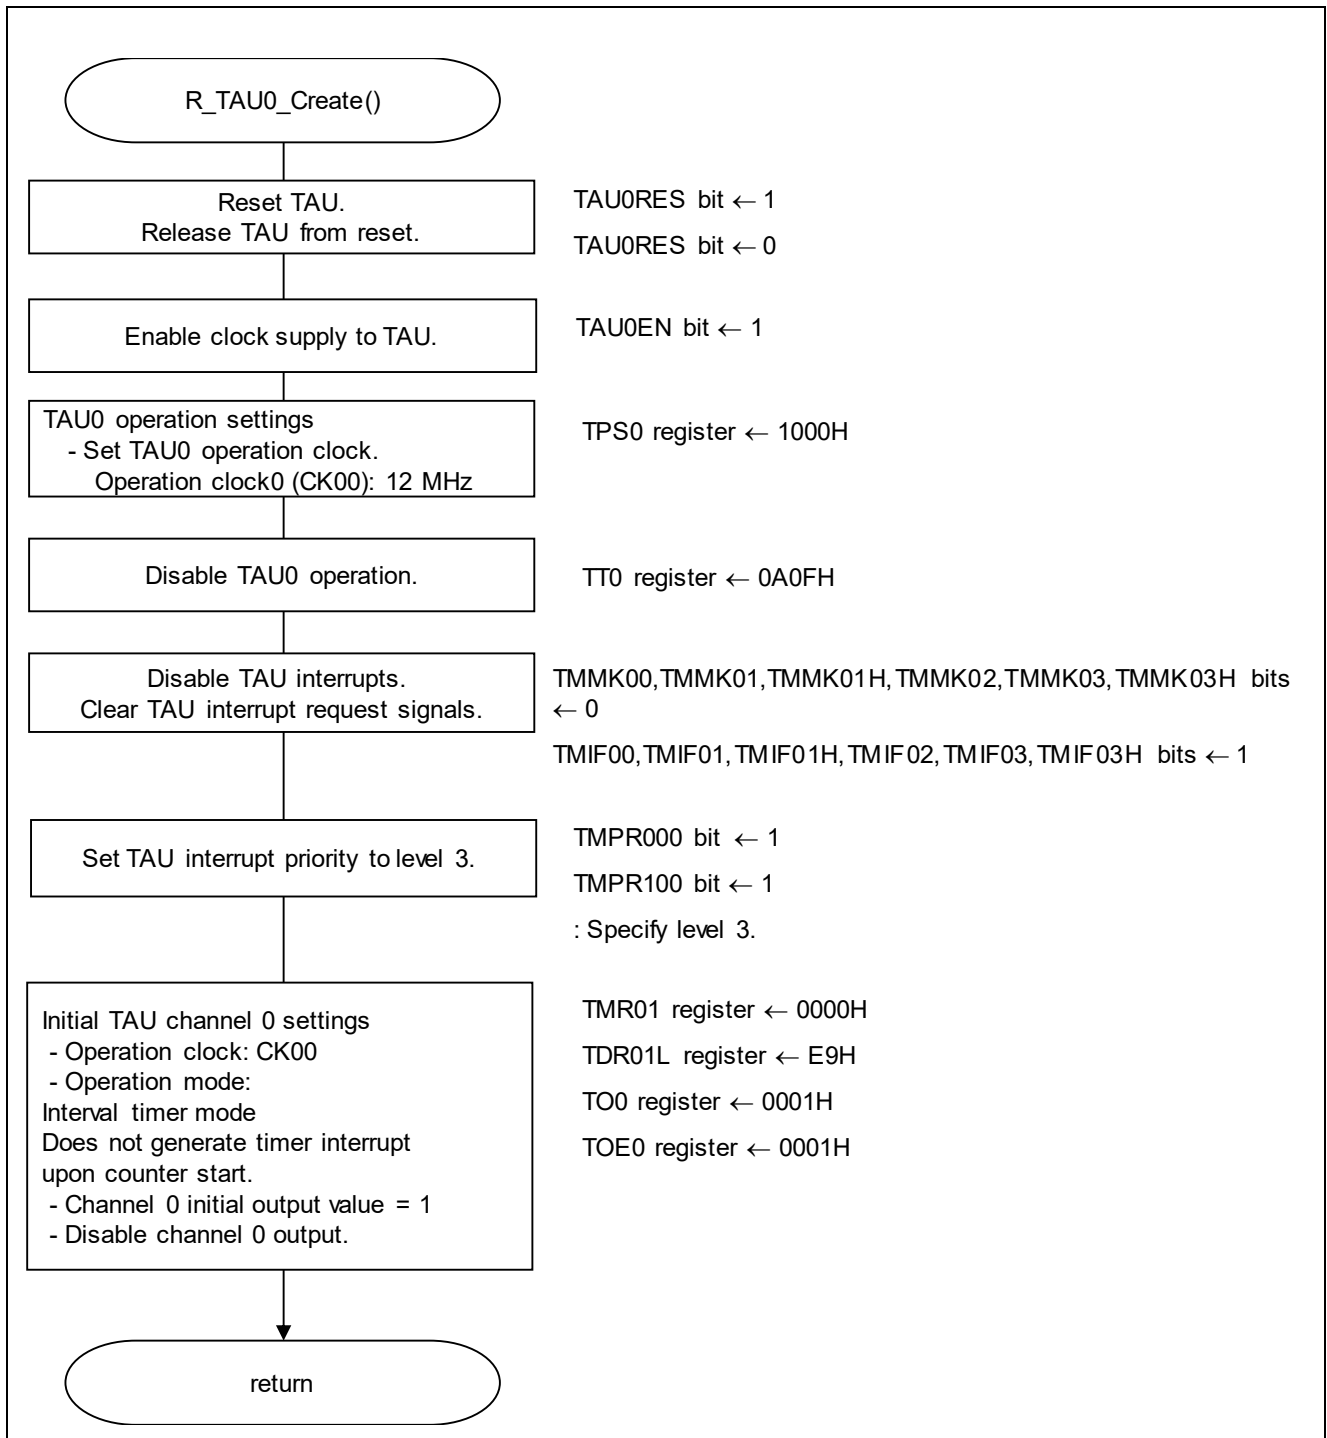 R_TAU0_Create()
Reset TAU.
Release TAU from reset.
TAU0RES bit ← 1
TAU0RES bit ← 0
Enable clock supply to TAU.
TAU0EN bit ← 1
TAU0 operation settings
- Set TAU0 operation clock.
Operation clock0 (CK00): 12 MHz
TPS0 register ← 1000H
Disable TAU0 operation.
TT0 register ← 0A0FH
Disable TAU interrupts.
Clear TAU interrupt request signals.
TMMK00,TMMK01,TMMK01H,TMMK02,TMMK03,TMMK03H bits
← 0
TMIF00,TMIF01,TMIF01H,TMIF02,TMIF03,TMIF03H bits ← 1
Set TAU interrupt priority to level 3.
TMPR000 bit ← 1
TMPR100 bit ← 1
: Specify level 3.
Initial TAU channel 0 settings
- Operation clock: CK00
- Operation mode:
Interval timer mode
Does not generate timer interrupt
upon counter start.
- Channel 0 initial output value = 1
- Disable channel 0 output.
TMR01 register ← 0000H
TDR01L register ← E9H
TO0 register ← 0001H
TOE0 register ← 0001H
return